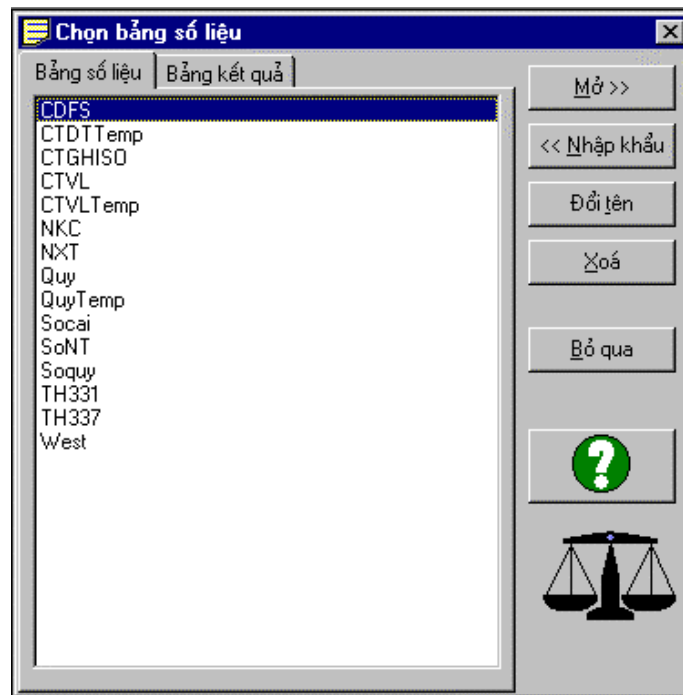 Chọn bảng số liệu
Bảng số liệu
Bảng kết quả
CDFS
CTDTTemp
CTGHISO
CTVL
CTVLTemp
NKC
NXT
Quy
QuyTemp
Socai
SoNT
Soquy
TH331
TH337
West
Mở >>
<< Nhập khẩu
Đổi tên
Xoá
Bỏ qua
?